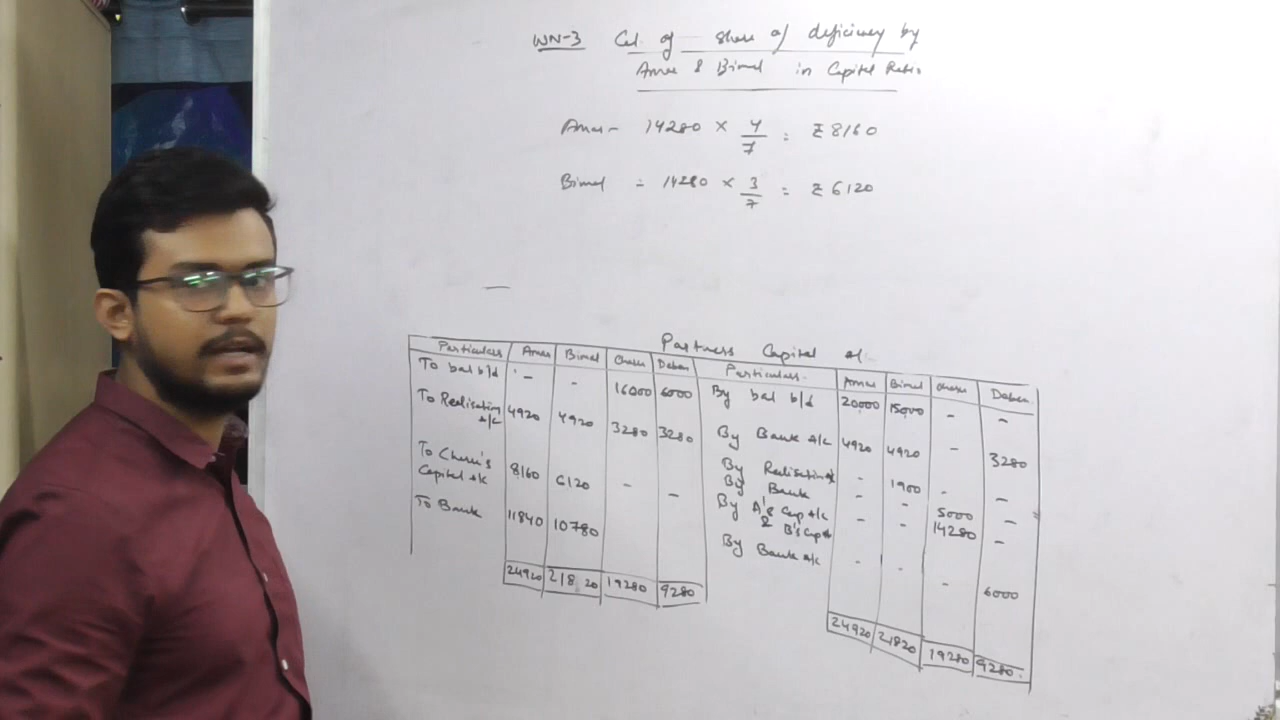 WN-3 Cal. of share of deficiency by
Amar & Bimal in Capital Ratio
Amar - 14280 × 4/7 = ₹8160
Bimal = 14280 × 3/7 = ₹6120
Partners Capital a/c
Particulars Amar Bimal Charu Deben Particulars Amar Bimal Charu Deben
To bal b/d - - 16000 6000 By bal b/d 20000 15000 - -
To Realisation a/c 4920 4920 3280 3280 By Bank A/c 4920 4920 - 3280
By Realisation - 1900 - -
To Charu's Capital A/c 8160 6120 - - By Bank - - 5000 -
By A's Cap A/c & B's Cap - - 14280 -
To Bank 11840 10780 By Bank A/c - - - 6000
24920 21820 19280 9280 24920 21820 19280 9280